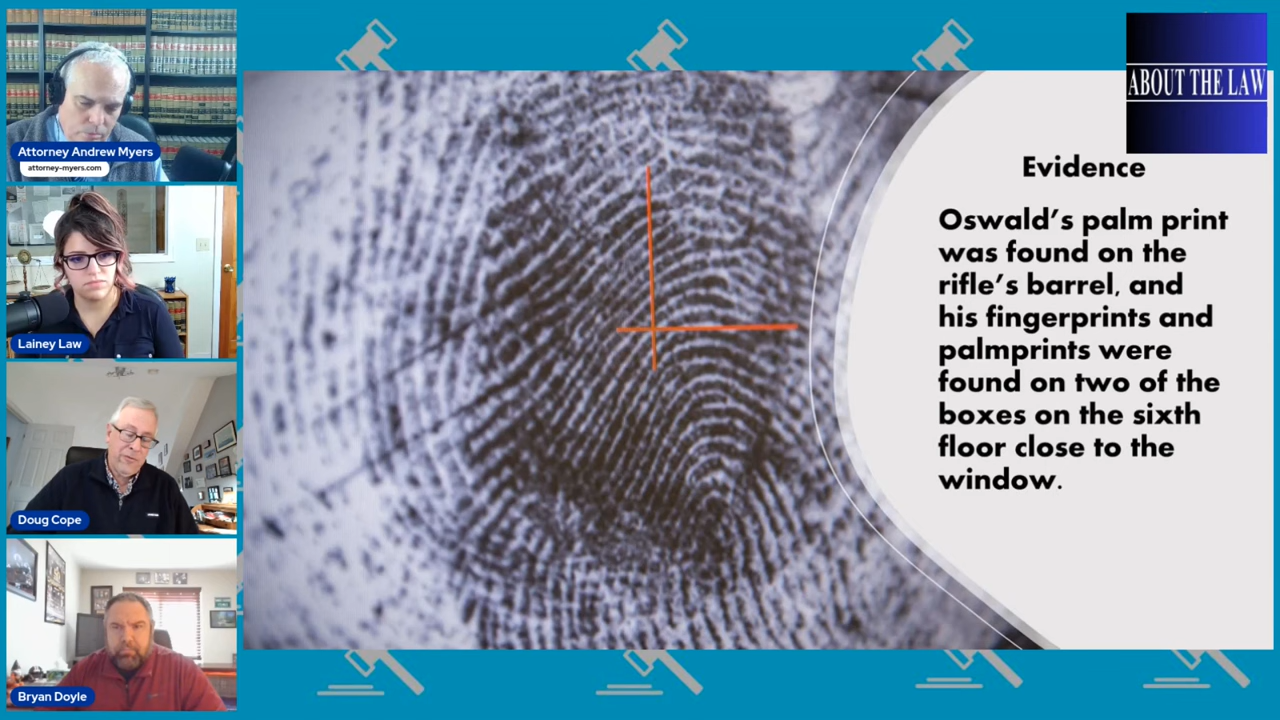 Attorney Andrew Myers
attorney-myers.com
Lainey Law
Doug Cope
Bryan Doyle
ABOUT THE LAW
Evidence
Oswald’s palm print
was found on the
rifle’s barrel, and
his fingerprints and
palmprints were
found on two of the
boxes on the sixth
floor close to the
window.